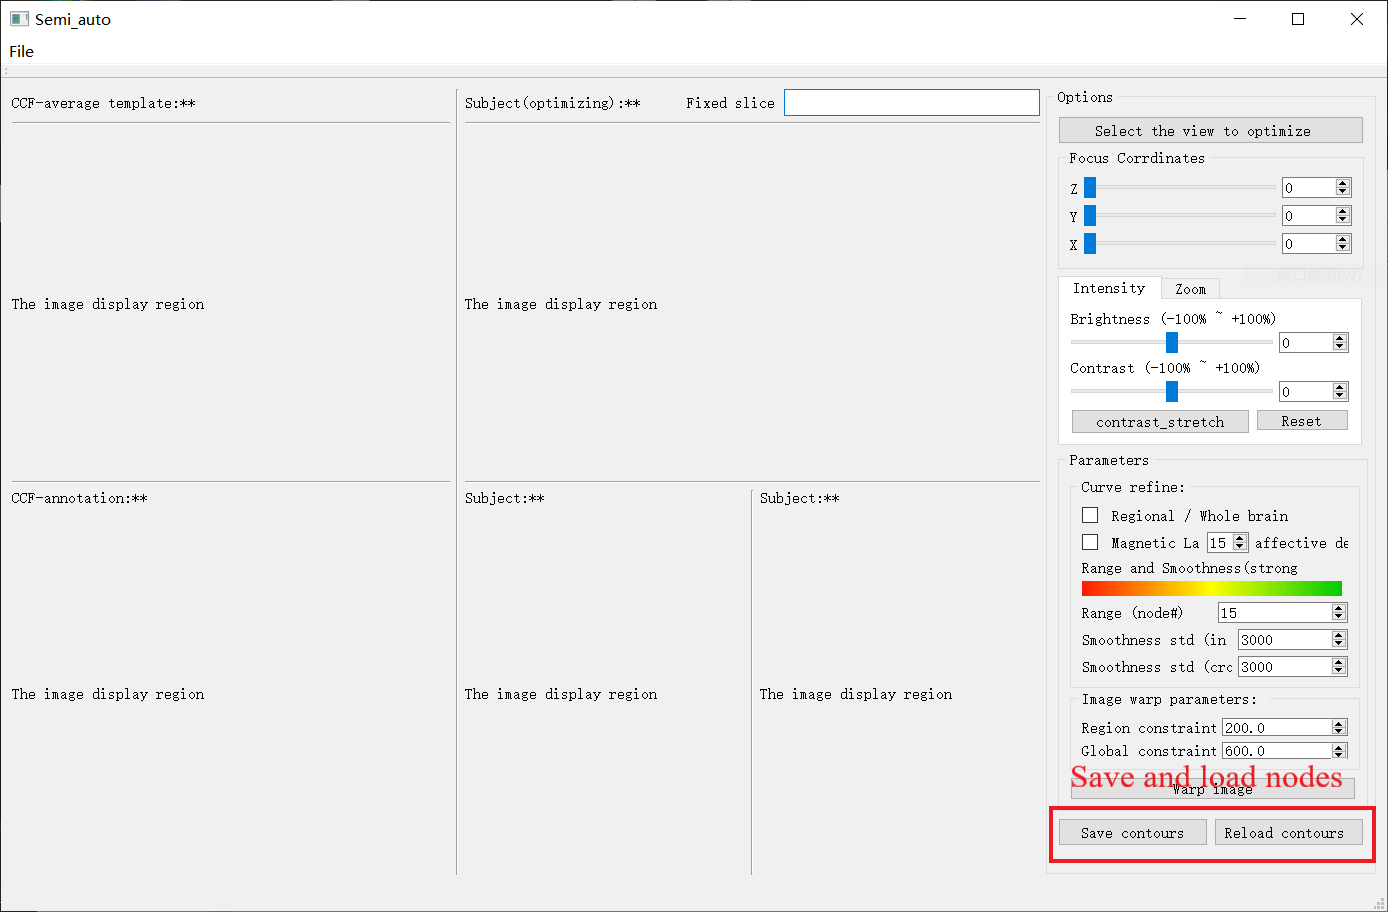 Semi_auto
File
CCF-average template:**
Subject(optimizing):** Fixed slice
The image display region
The image display region
CCF-annotation:**
Subject:**
Subject:**
The image display region
The image display region
The image display region
Options
Select the view to optimize
Focus Corrdinates
Z 0
Y 0
X 0
Intensity Zoom
Brightness (-100% ~ +100%)
0
Contrast (-100% ~ +100%)
0
contrast_stretch Reset
Parameters
Curve refine:
Regional / Whole brain
Magnetic La 15 affective de
Range and Smoothness(strong
Range (node#) 15
Smoothness std (in 3000
Smoothness std (crc 3000
Image warp parameters:
Region constraint 200.0
Global constraint 600.0
Save and load nodes
Warp image
Save contours Reload contours